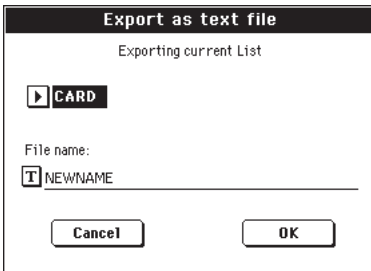 Export as text file
Exporting current List
CARD
File name:
T NEWNAME
Cancel OK